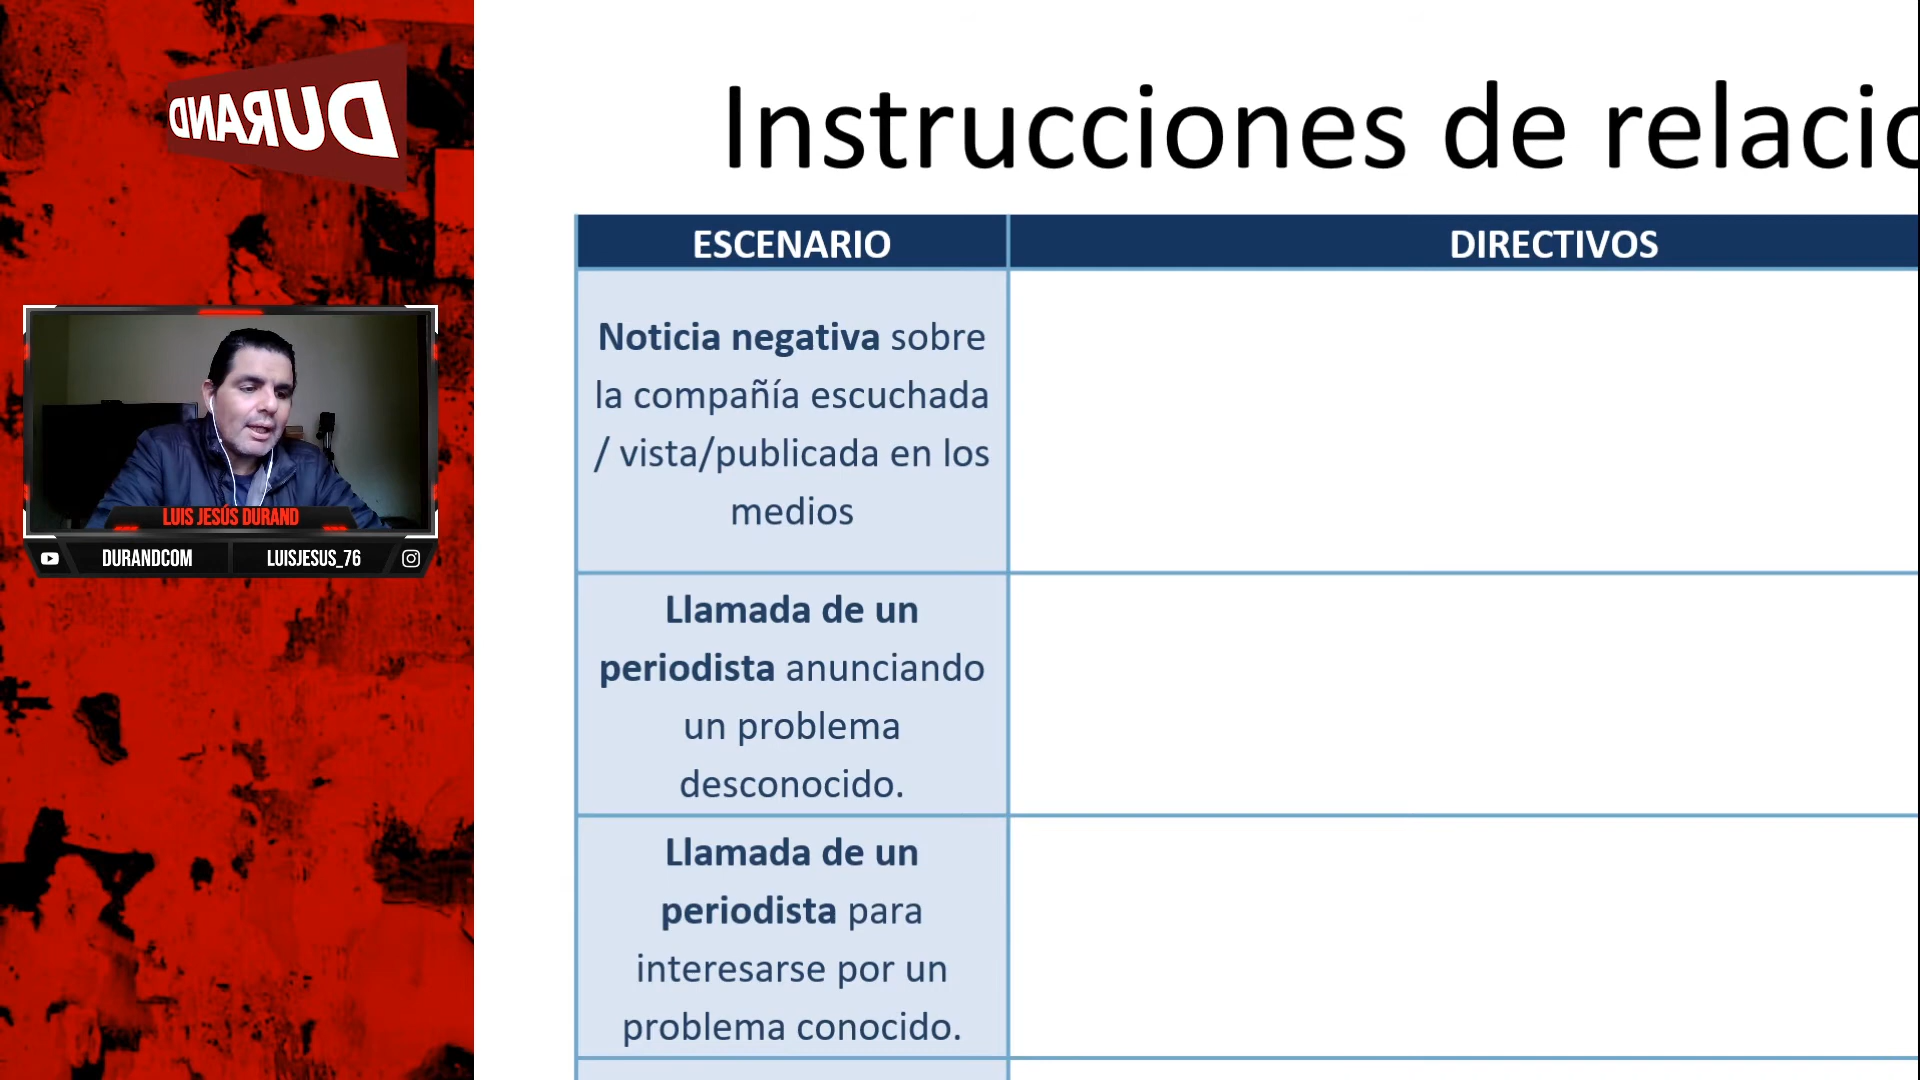 DURAND
LUIS JESÚS DURAND
DURANDCOM
LUISJESUS_76
Instrucciones de relacio
ESCENARIO
DIRECTIVOS
Noticia negativa sobre
la compañía escuchada
/ vista/publicada en los
medios
Llamada de un
periodista anunciando
un problema
desconocido.
Llamada de un
periodista para
interesarse por un
problema conocido.